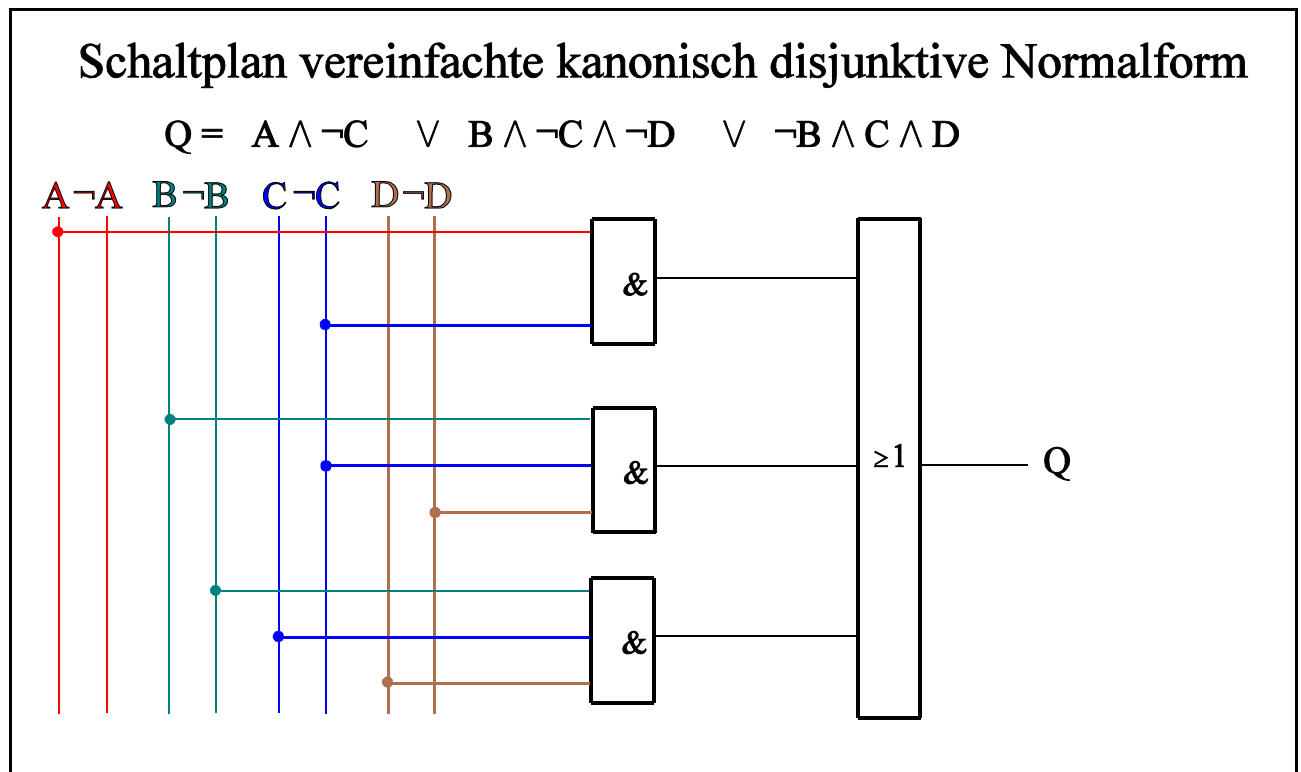 Schaltplan vereinfachte kanonisch disjunktive Normalform
Q = A ∧ ¬C ∨ B ∧ ¬C ∧ ¬D ∨ ¬B ∧ C ∧ D
A ¬A B ¬B C ¬C D ¬D
&
&
≥1 Q
&